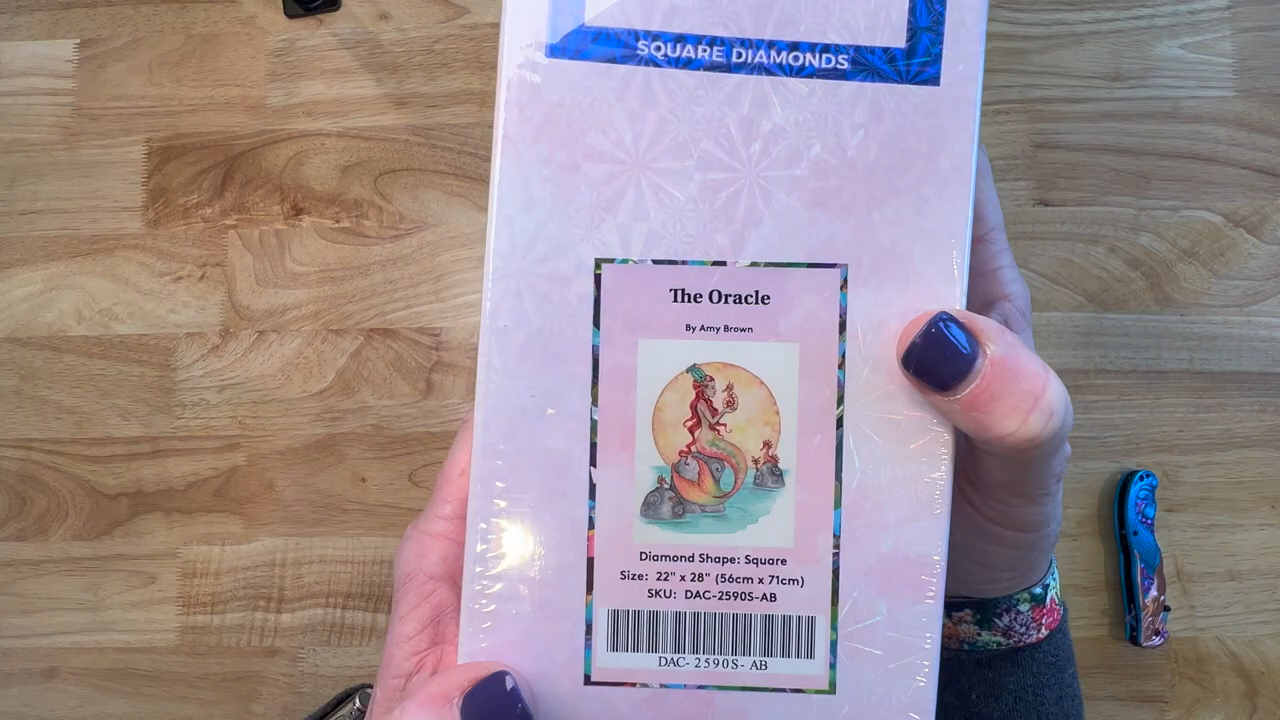 SQUARE DIAMONDS
The Oracle
By Amy Brown
Diamond Shape: Square
Size: 22" x 28" (56cm x 71cm)
SKU: DAC-2590S-AB
DAC- 2590S- AB